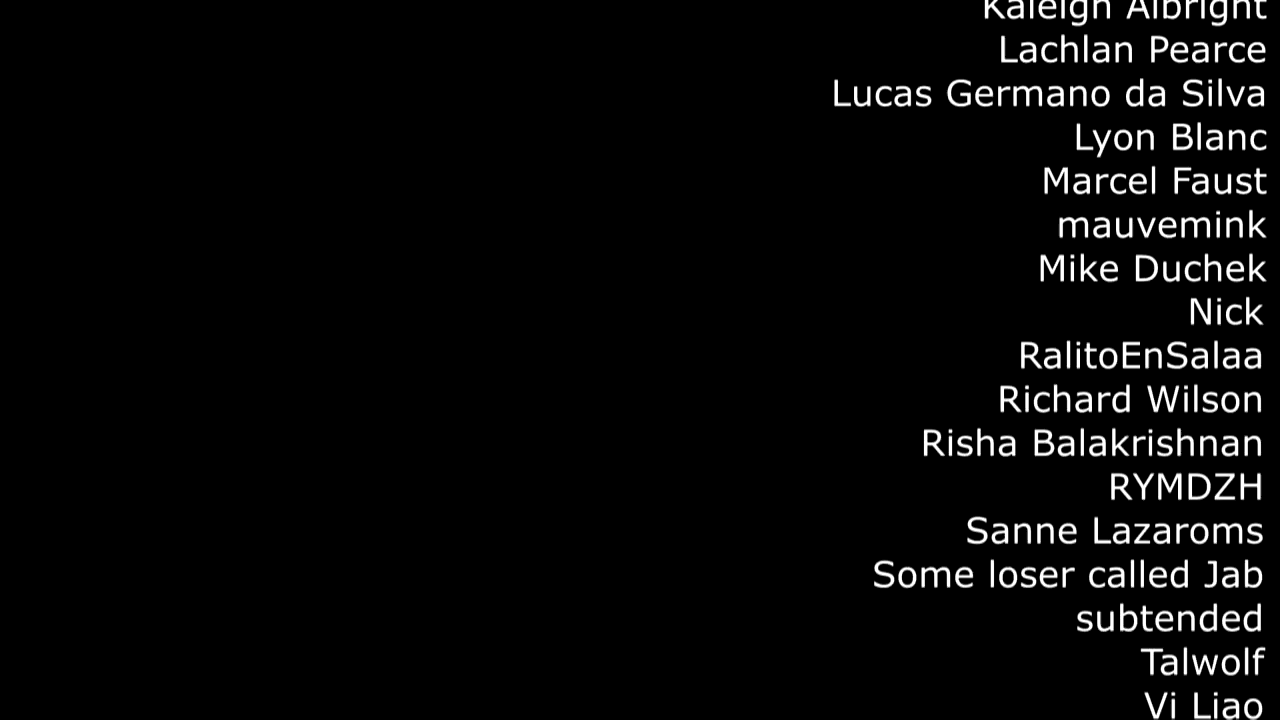 Kaleigh Albright
Lachlan Pearce
Lucas Germano da Silva
Lyon Blanc
Marcel Faust
mauvemink
Mike Duchek
Nick
RalitoEnSalaa
Richard Wilson
Risha Balakrishnan
RYMDZH
Sanne Lazaroms
Some loser called Jab
subtended
Talwolf
Vi Liao